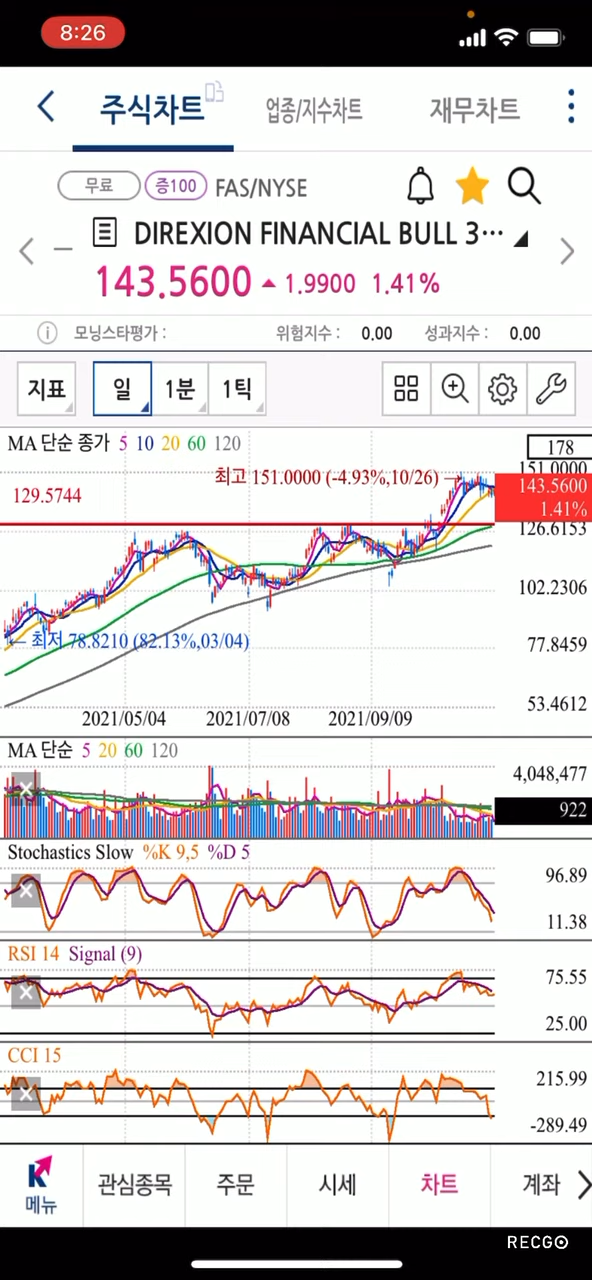 8:26
주식차트 업종/지수차트 재무차트
무료 증100 FAS/NYSE
DIREXION FINANCIAL BULL 3···
143.5600 ▲ 1.9900 1.41%
모닝스타평가 : 위험지수 : 0.00 성과지수 : 0.00
지표 일 1분 1틱
MA 단순 종가 5 10 20 60 120
178
151.0000
최고 151.0000 (-4.93%,10/26)
143.5600
1.41%
129.5744
126.6153
102.2306
← 최저 78.8210 (82.13%,03/04)
77.8459
53.4612
2021/05/04 2021/07/08 2021/09/09
MA 단순 5 20 60 120
4,048,477
922
Stochastics Slow %K 9,5 %D 5
96.89
11.38
RSI 14 Signal (9)
75.55
25.00
CCI 15
215.99
-289.49
메뉴 관심종목 주문 시세 차트 계좌
RECGO